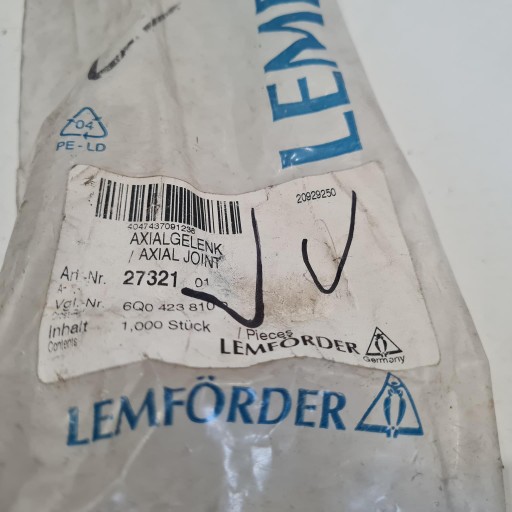 LEM
04
PE-LD
20929250
4047437091236
AXIALGELENK
/ AXIAL JOINT
Art.-Nr. 27321 01
Vgl.-Nr. 6Q0 423 810
Inhalt 1,000 Stück / Pieces
Contents
LEMFÖRDER
Germany
LEMFÖRDER